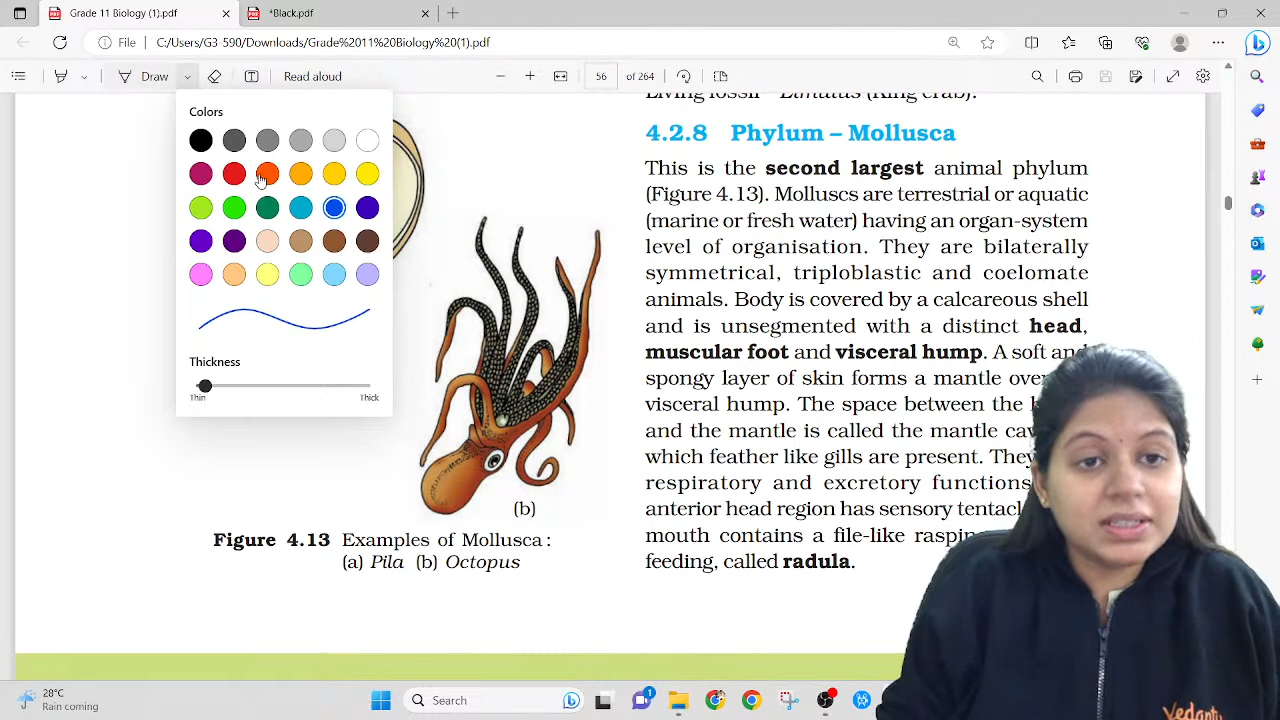 Grade 11 Biology (1).pdf
*Black.pdf
File
C:/Users/G3-590/Downloads/Grade%2011%20Biology%20(1).pdf
Draw
Read aloud
56 of 264
Colors
Thickness
Thin
Thick
(b)
Figure 4.13 Examples of Mollusca:
(a) Pila (b) Octopus
Living fossil – Limulus (King crab).
4.2.8 Phylum – Mollusca
This is the second largest animal phylum
(Figure 4.13). Molluscs are terrestrial or aquatic
(marine or fresh water) having an organ-system
level of organisation. They are bilaterally
symmetrical, triploblastic and coelomate
animals. Body is covered by a calcareous shell
and is unsegmented with a distinct head,
muscular foot and visceral hump. A soft and
spongy layer of skin forms a mantle
visceral hump. The space between the
and the mantle is called the mantle
which feather like gills are present.
respiratory and excretory functions
anterior head region has sensory
mouth contains a file-like
feeding, called radula.
28°C
Rain coming
Search
1
Vedantu